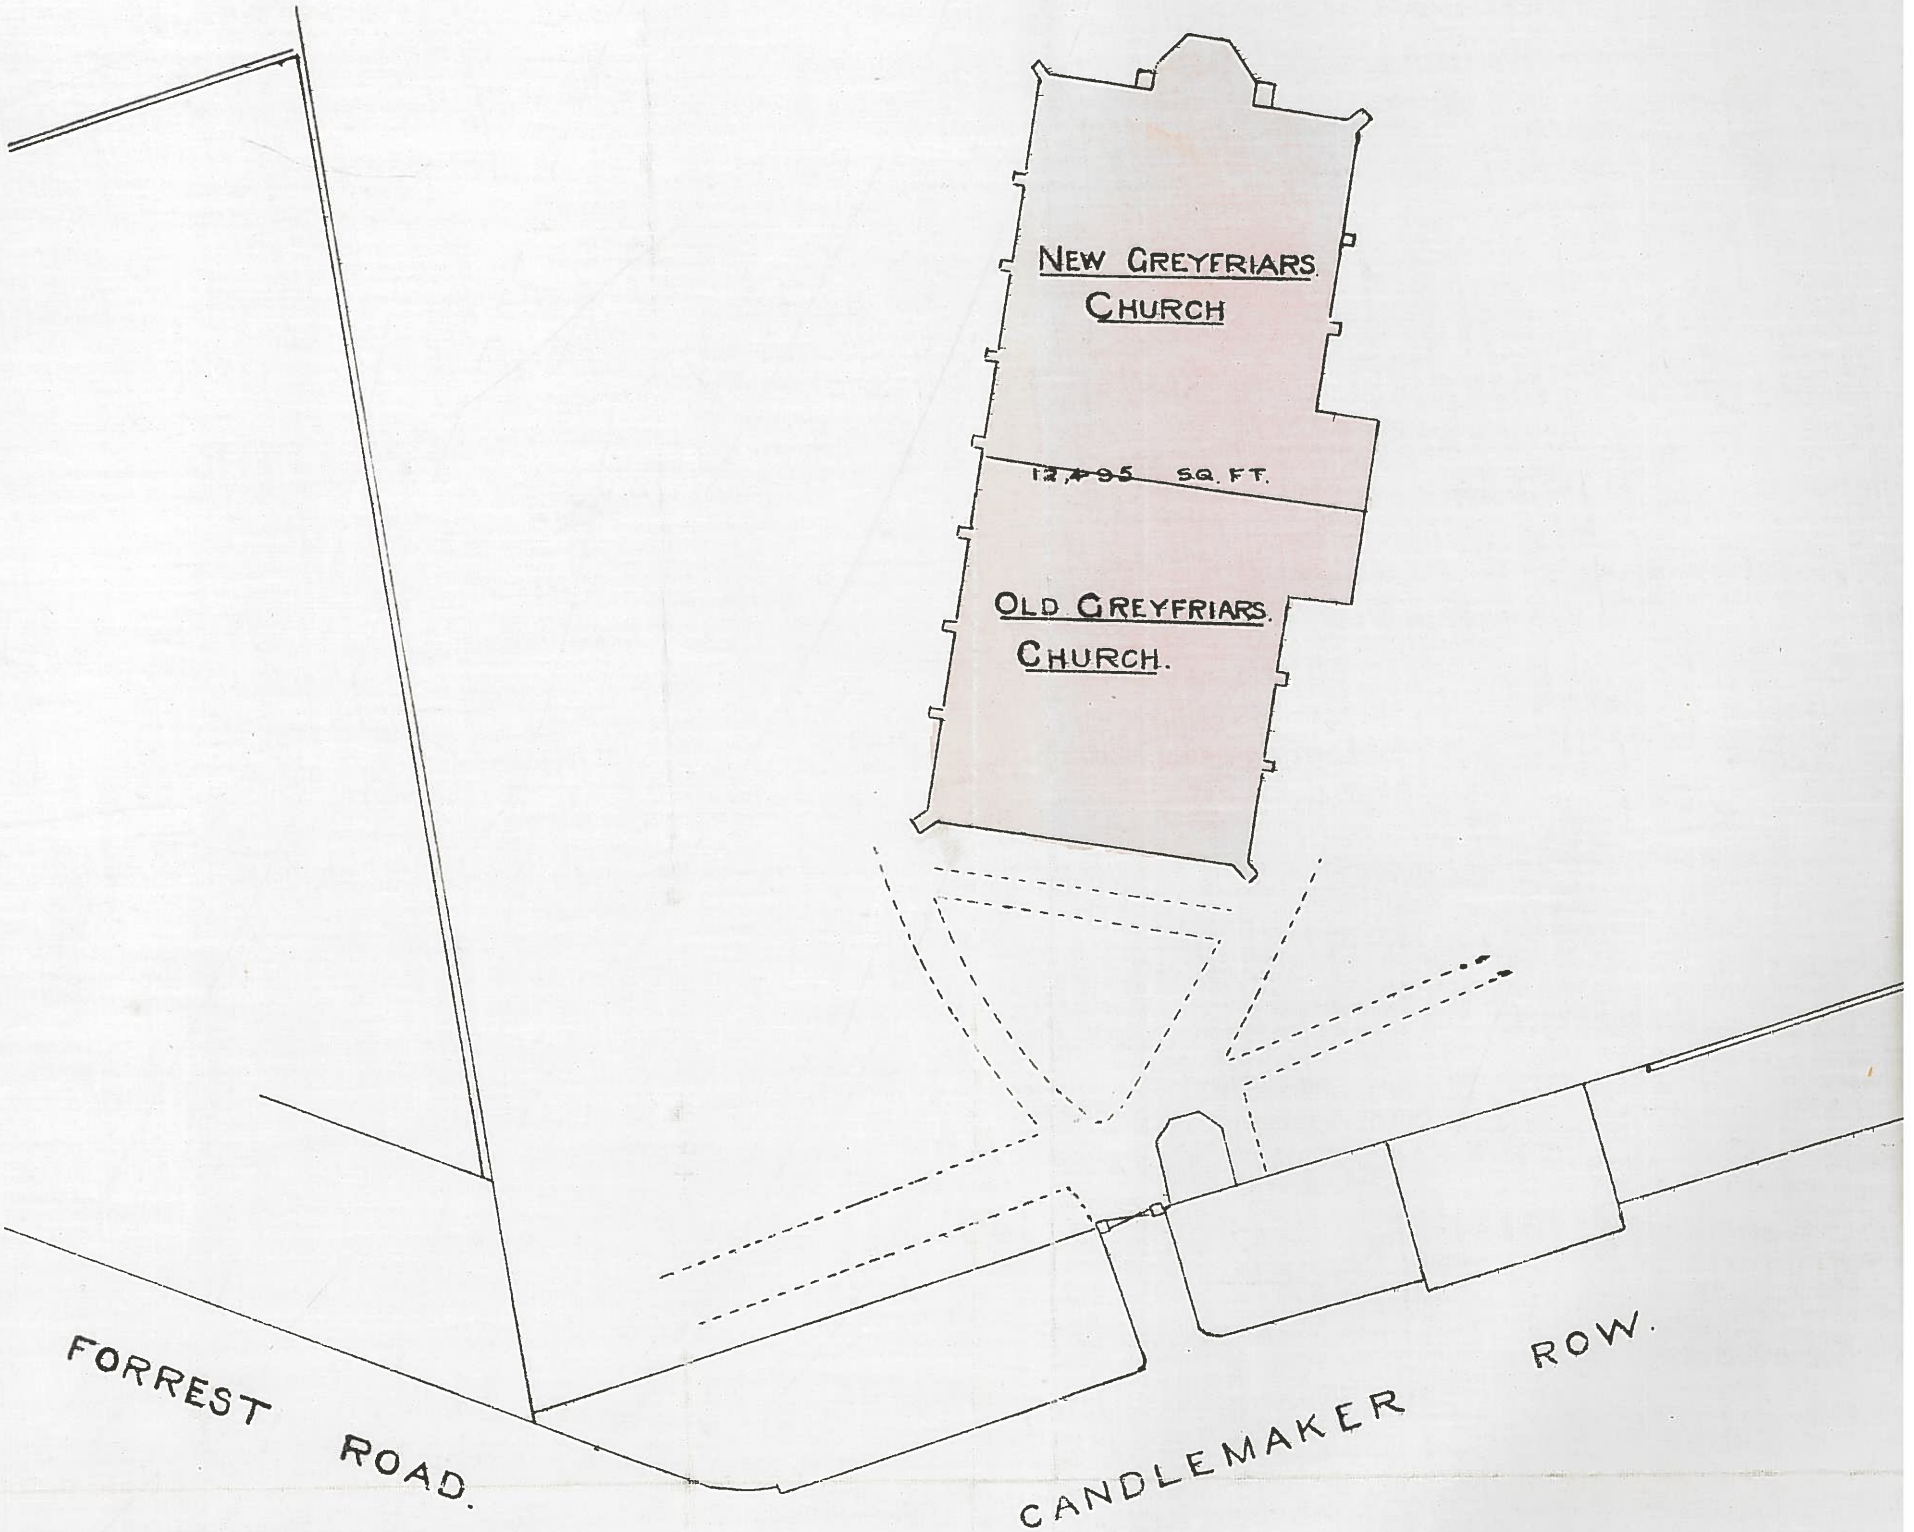 NEW GREYFRIARS.
CHURCH
12,495 SQ. FT.
OLD GREYFRIARS.
CHURCH.
FORREST ROAD.
CANDLEMAKER ROW.